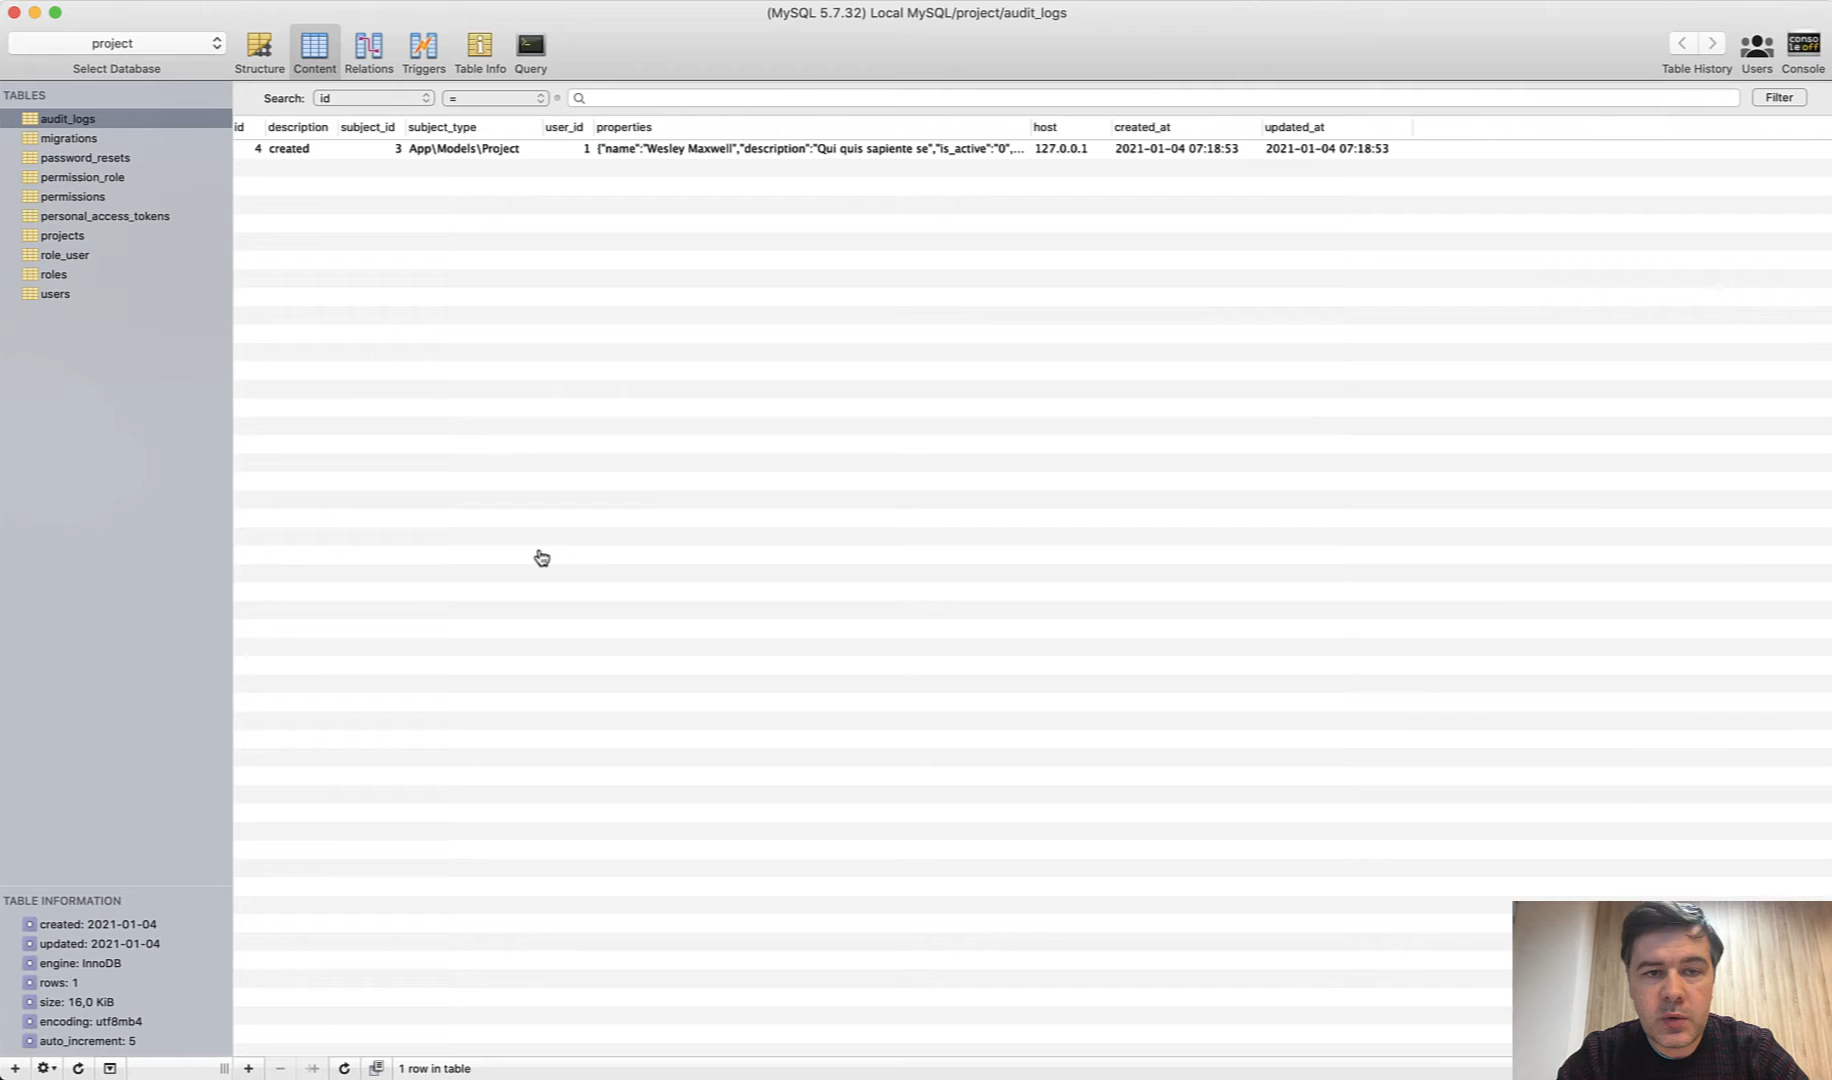 (MySQL 5.7.32) Local MySQL/project/audit_logs
project
Select Database
Structure Content Relations Triggers Table Info Query
conso
le off
Table History Users Console
TABLES
Search: id = Filter
audit_logs
migrations
password_resets
permission_role
permissions
personal_access_tokens
projects
role_user
roles
users
id description subject_id subject_type user_id properties host created_at updated_at
4 created 3 App\Models\Project 1 {"name":"Wesley Maxwell","description":"Qui quis sapiente se","is_active":"0",... 127.0.0.1 2021-01-04 07:18:53 2021-01-04 07:18:53
TABLE INFORMATION
created: 2021-01-04
updated: 2021-01-04
engine: InnoDB
rows: 1
size: 16,0 KiB
encoding: utf8mb4
auto_increment: 5
1 row in table